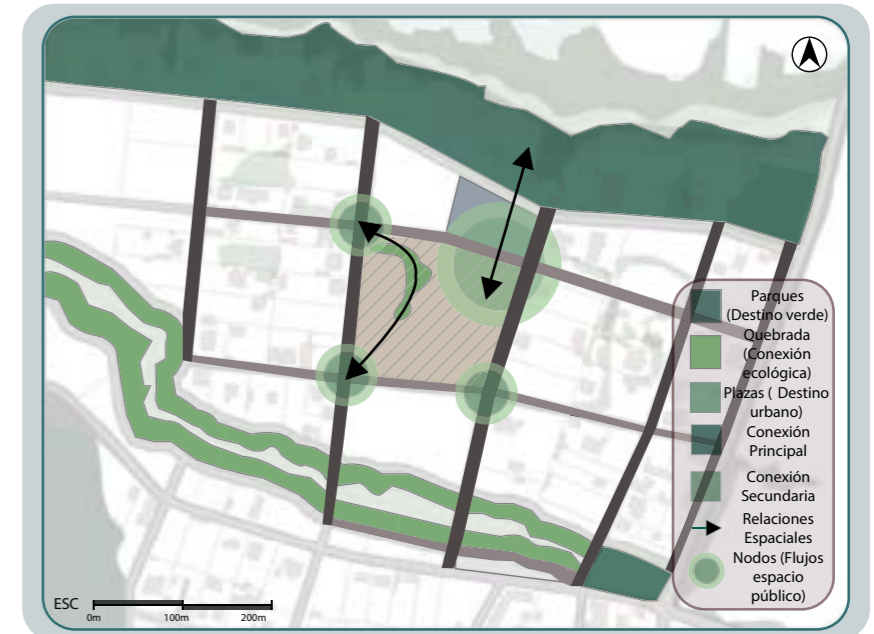 Parques
(Destino verde)
Quebrada
(Conexión
ecológica)
Plazas ( Destino
urbano)
Conexión
Principal
Conexión
Secundaria
Relaciones
Espaciales
Nodos (Flujos
espacio
público)
ESC
0m 100m 200m